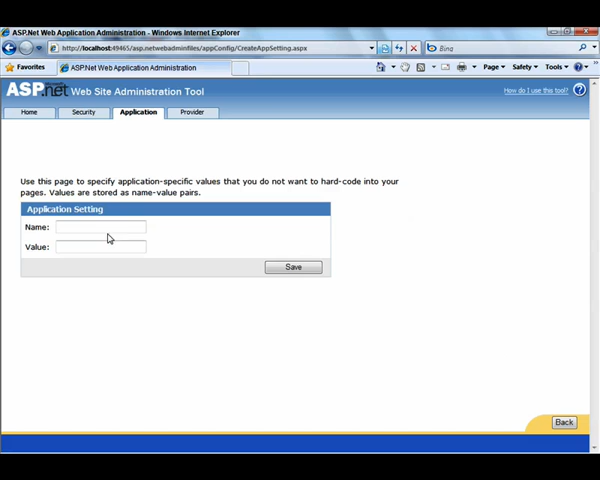 ASP.Net Web Application Administration - Windows Internet Explorer
http://localhost:49465/asp.netwebadminfiles/appConfig/CreateAppSetting.aspx
Bing
Favorites
ASP.Net Web Application Administration
Page
Safety
Tools
Microsoft
ASP.net Web Site Administration Tool
How do I use this tool?
Home
Security
Application
Provider
Use this page to specify application-specific values that you do not want to hard-code into your
pages. Values are stored as name-value pairs.
Application Setting
Name:
Value:
Save
Back